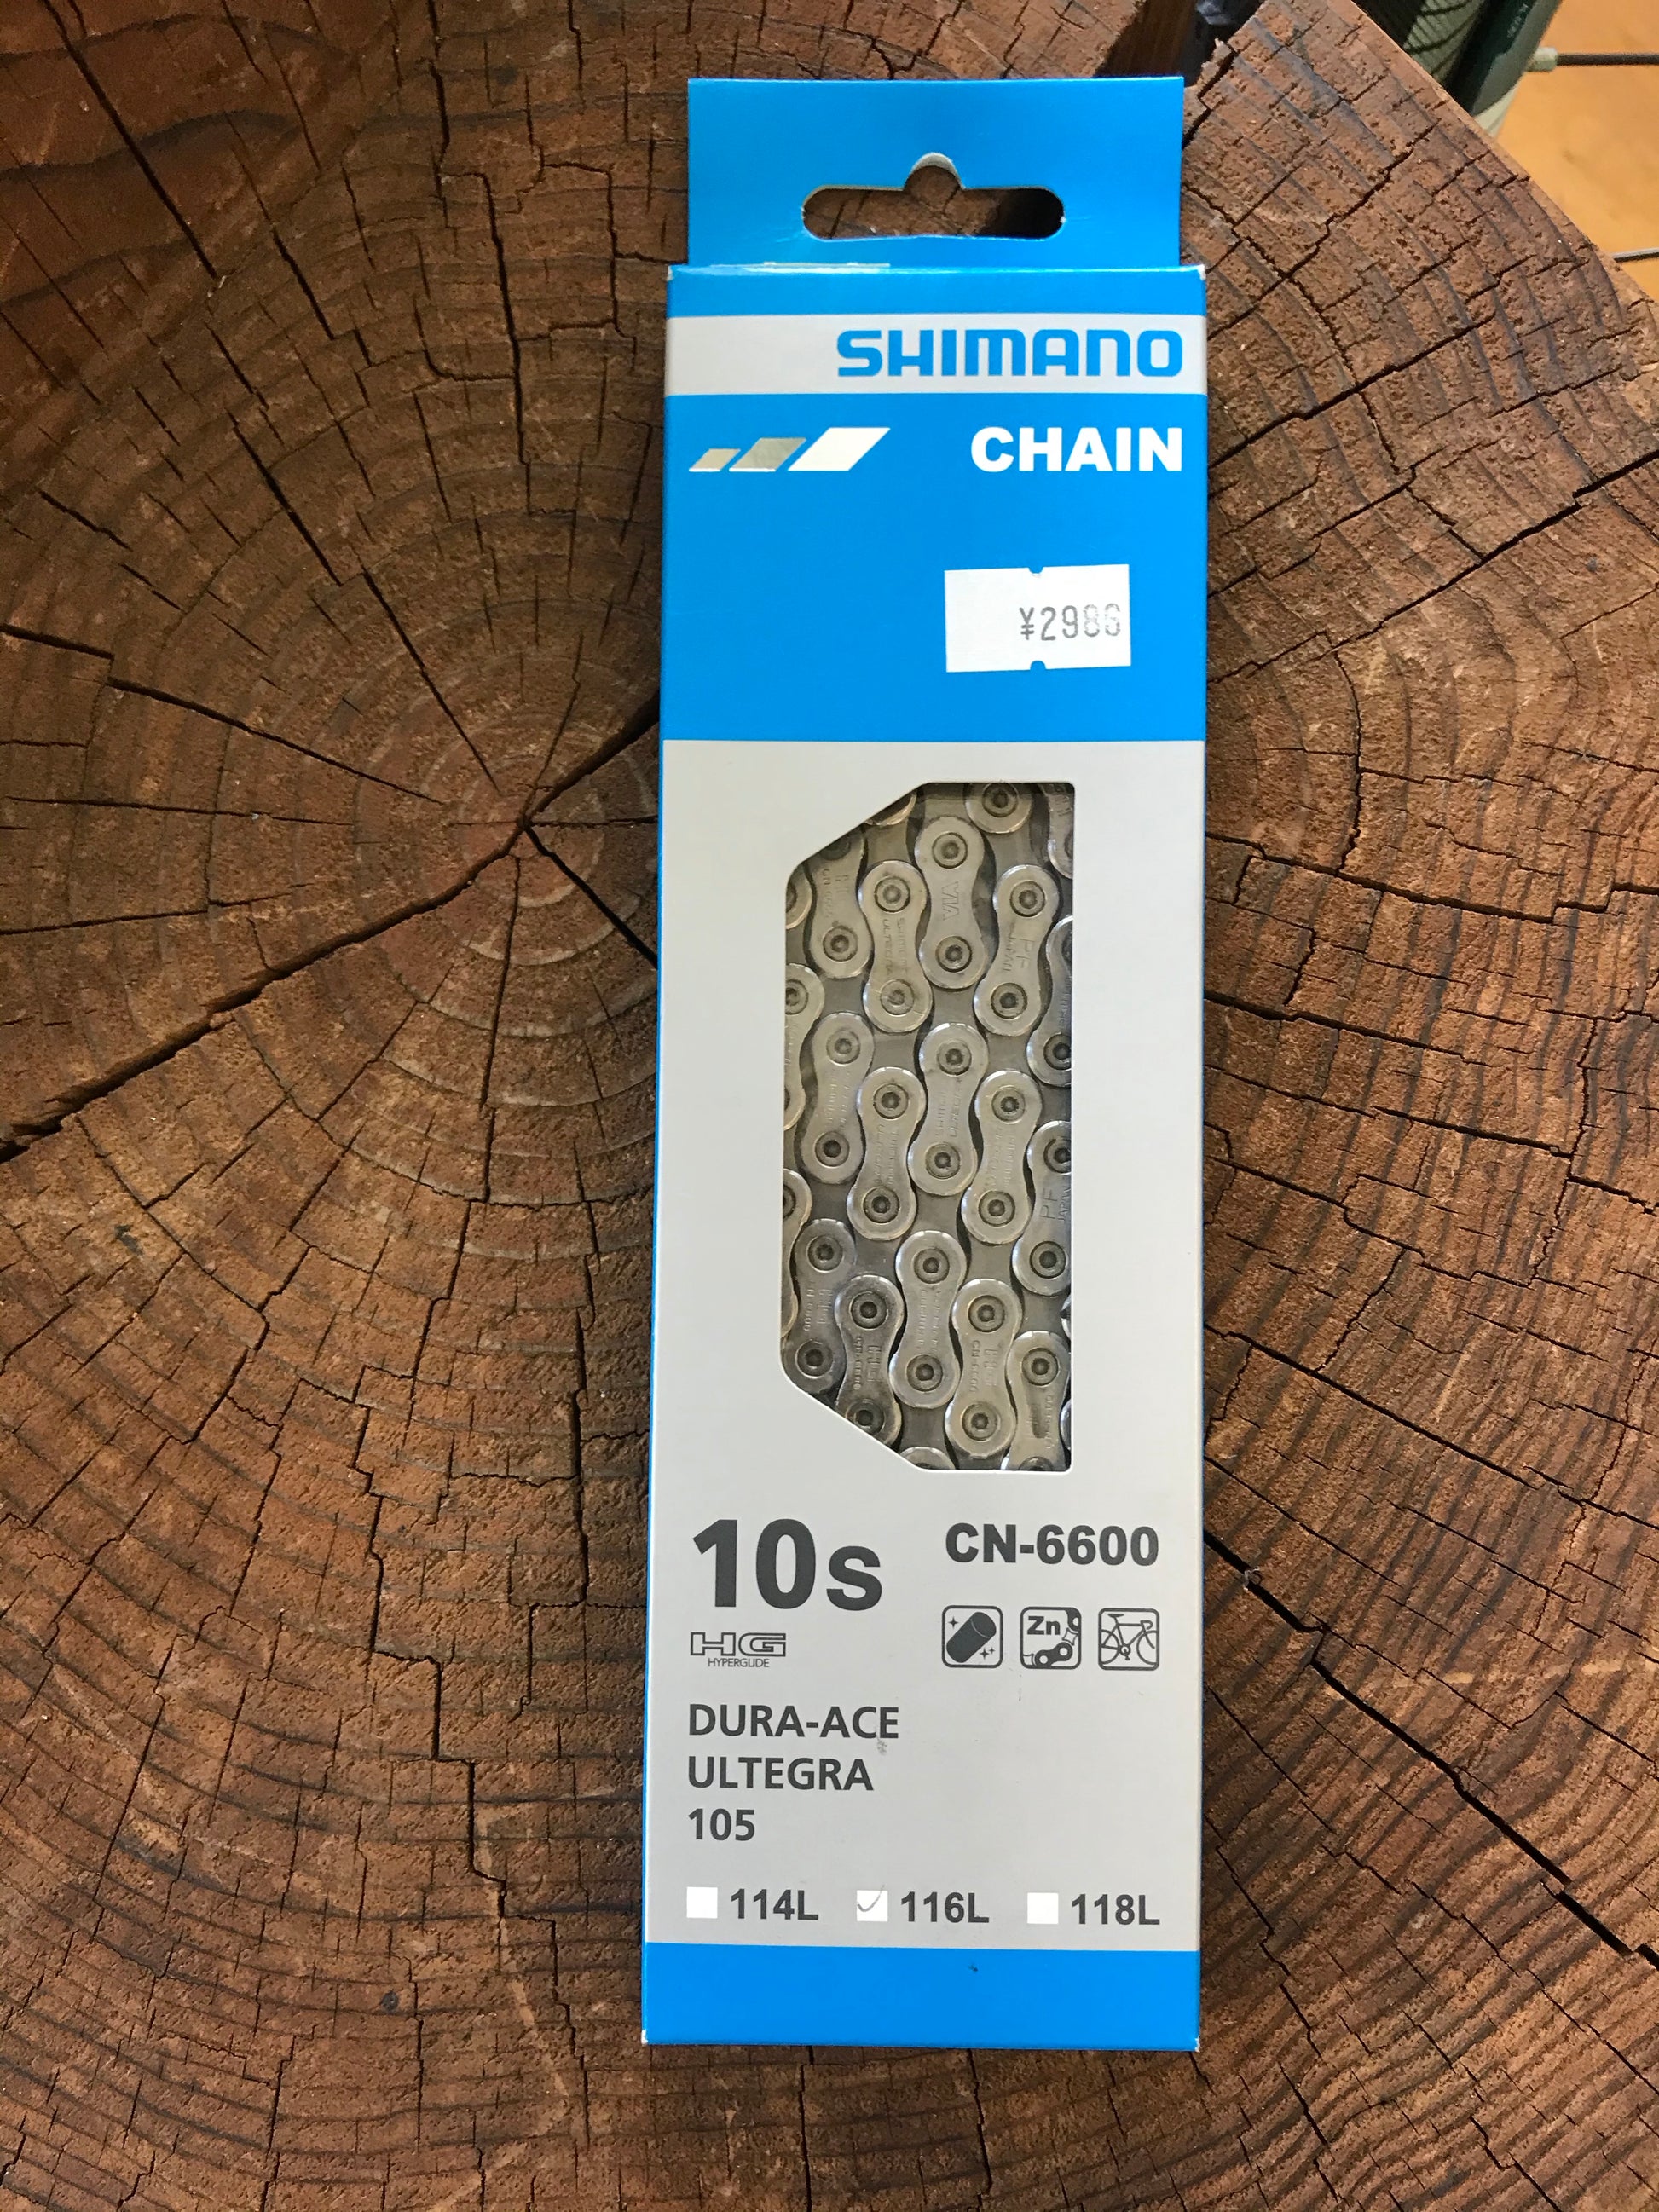 SHIMANO
CHAIN
¥2986
10s
CN-6600
HG
HYPERGLIDE
Zn
DURA-ACE
ULTEGRA
105
114L 116L 118L